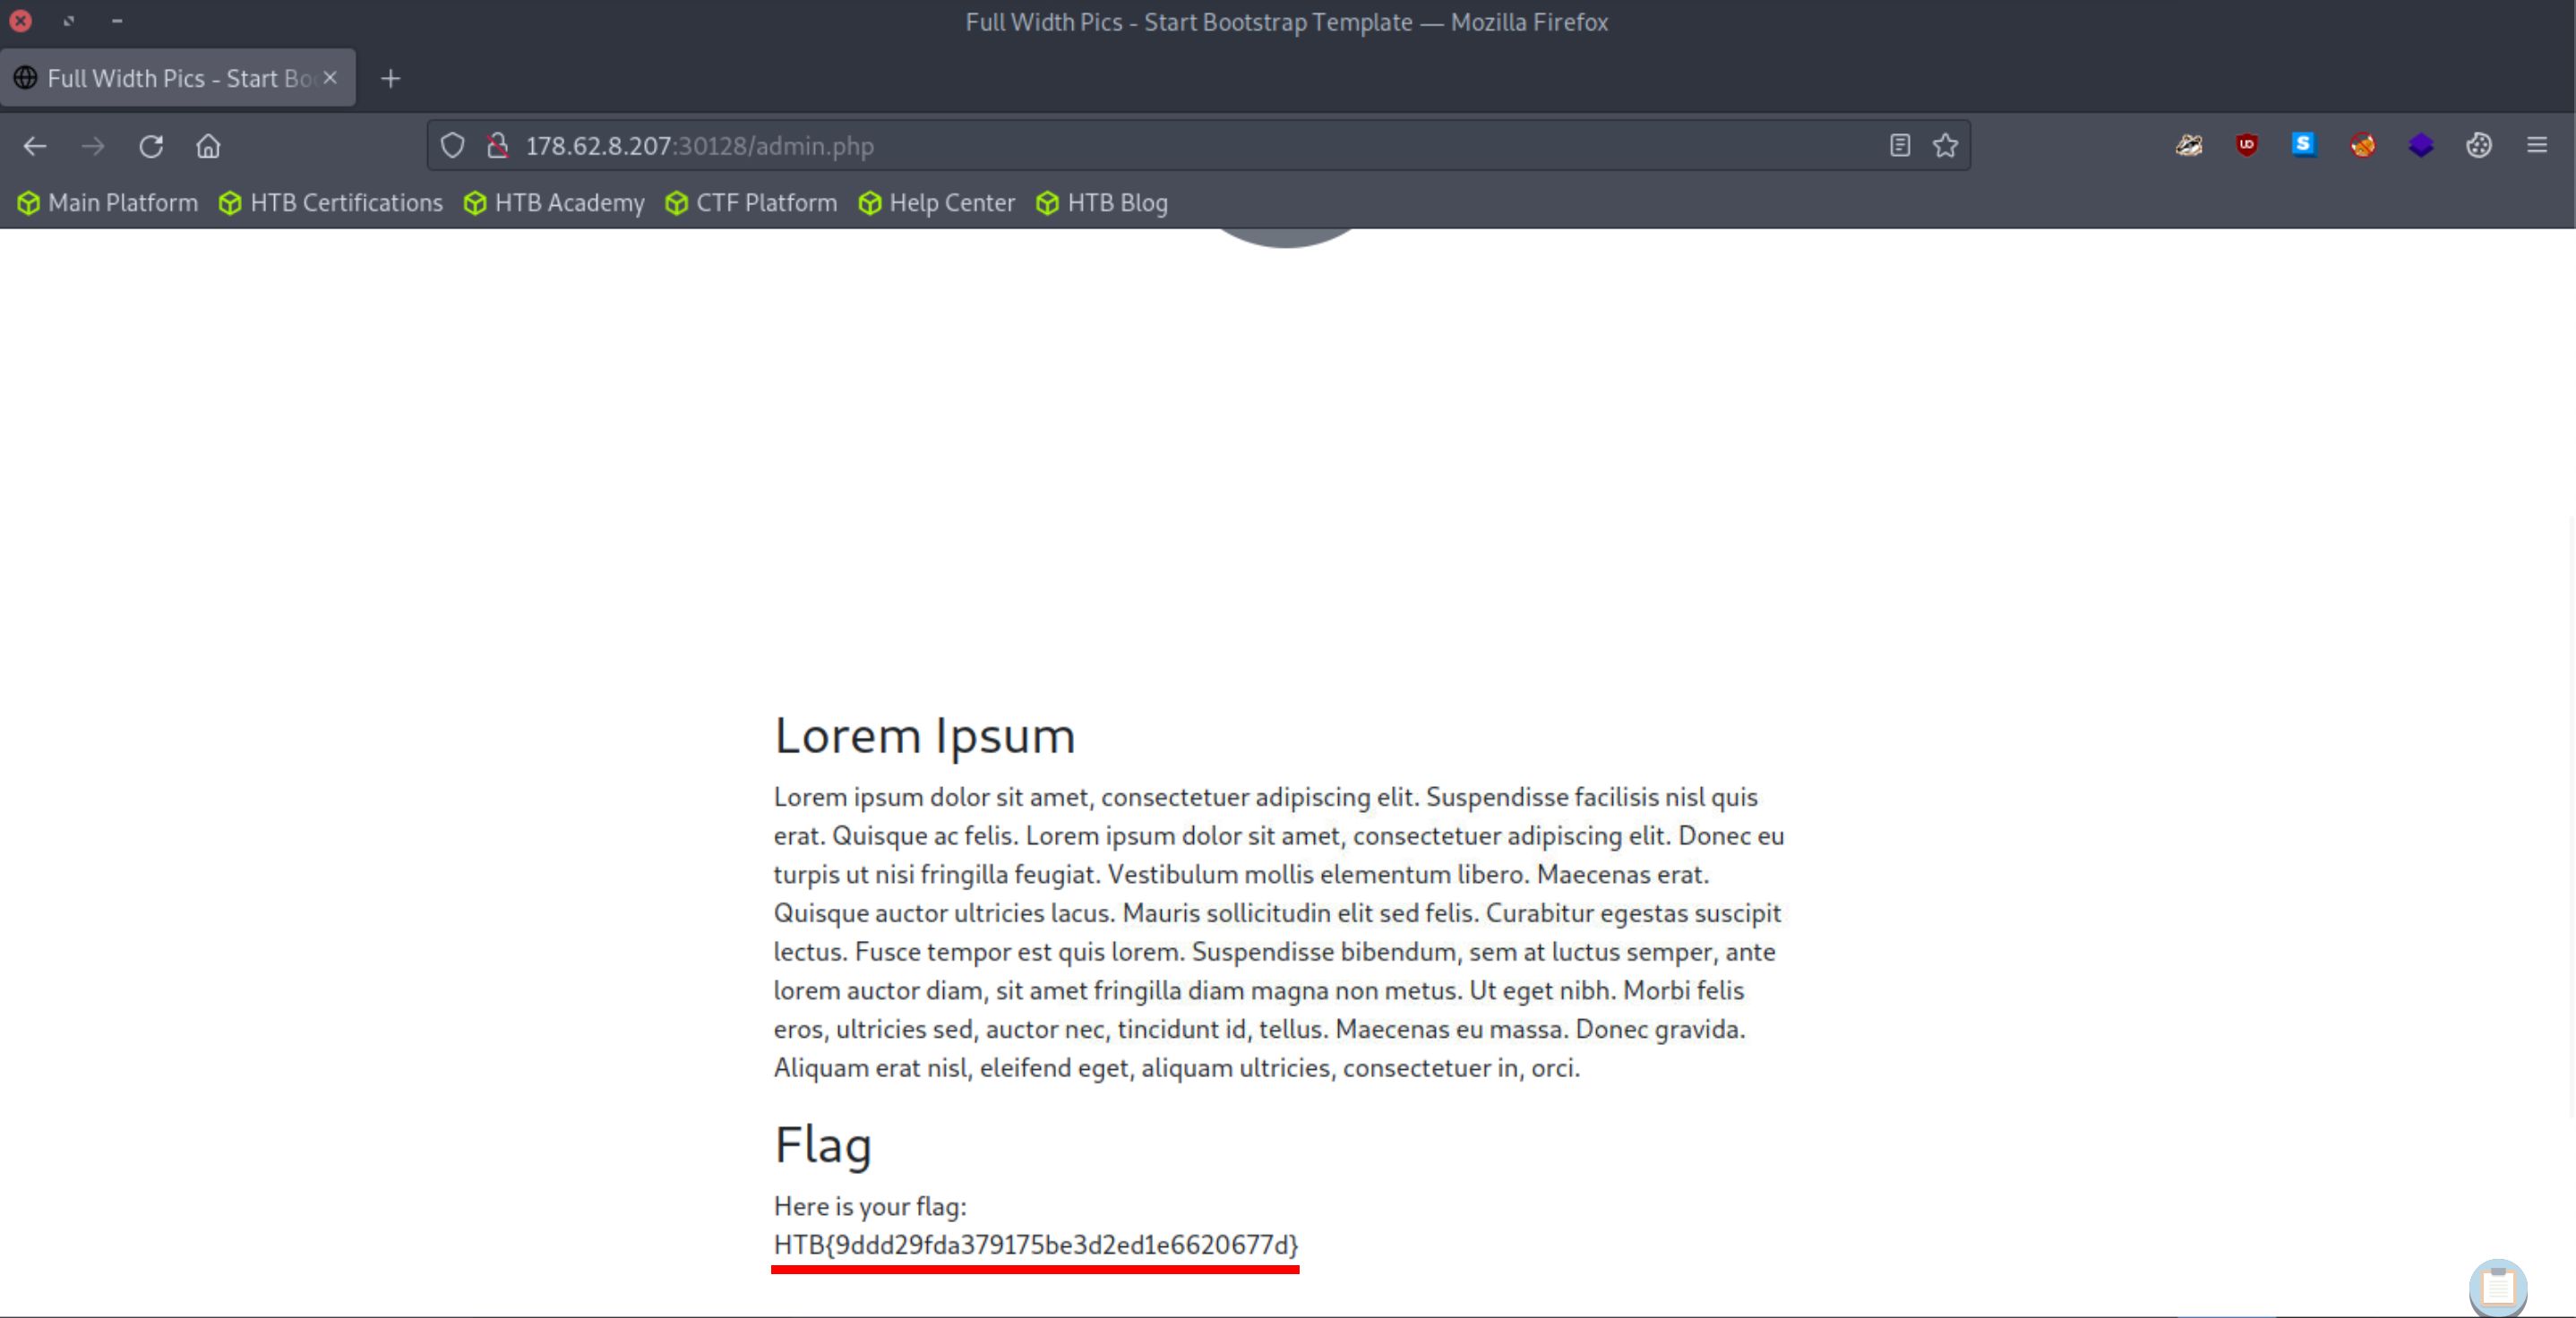 Full Width Pics - Start Bootstrap Template — Mozilla Firefox
Full Width Pics - Start Boo
178.62.8.207:30128/admin.php
Main Platform HTB Certifications HTB Academy CTF Platform Help Center HTB Blog
Lorem Ipsum
Lorem ipsum dolor sit amet, consectetuer adipiscing elit. Suspendisse facilisis nisl quis
erat. Quisque ac felis. Lorem ipsum dolor sit amet, consectetuer adipiscing elit. Donec eu
turpis ut nisi fringilla feugiat. Vestibulum mollis elementum libero. Maecenas erat.
Quisque auctor ultricies lacus. Mauris sollicitudin elit sed felis. Curabitur egestas suscipit
lectus. Fusce tempor est quis lorem. Suspendisse bibendum, sem at luctus semper, ante
lorem auctor diam, sit amet fringilla diam magna non metus. Ut eget nibh. Morbi felis
eros, ultricies sed, auctor nec, tincidunt id, tellus. Maecenas eu massa. Donec gravida.
Aliquam erat nisl, eleifend eget, aliquam ultricies, consectetuer in, orci.
Flag
Here is your flag:
HTB{9ddd29fda379175be3d2ed1e6620677d}